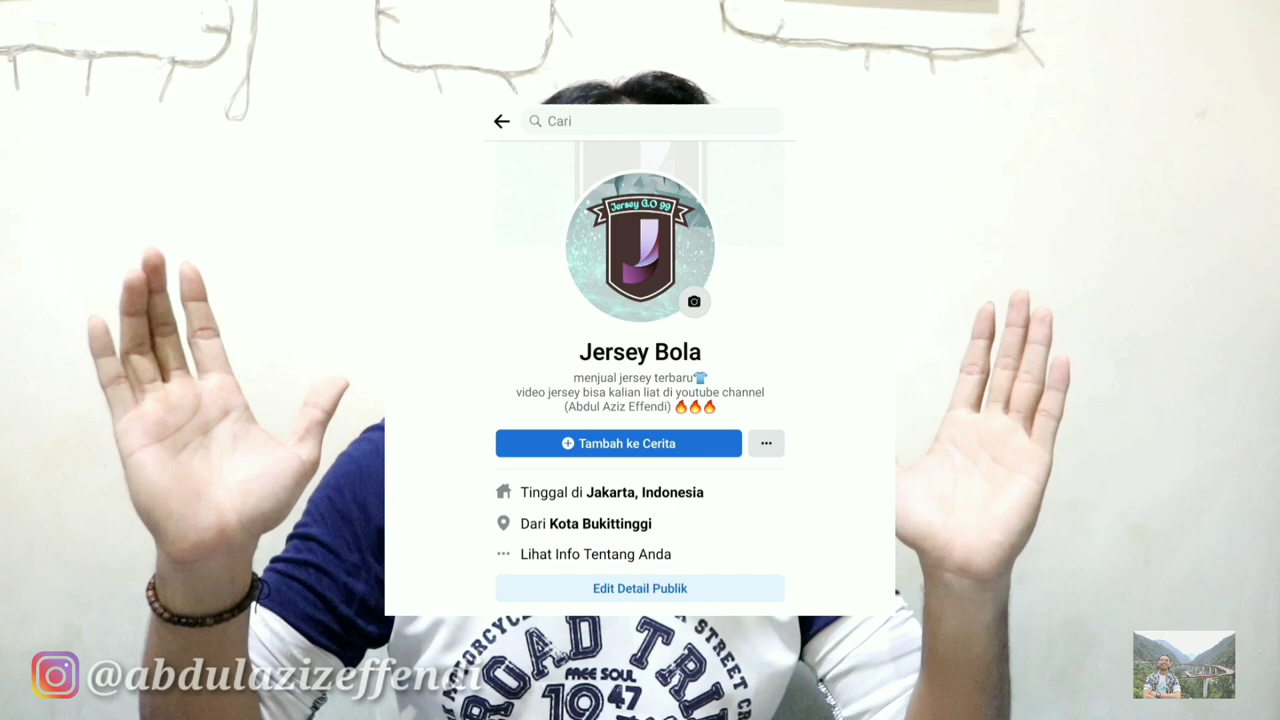 Cari
Jersey G.O 99
Jersey Bola
menjual jersey terbaru👕
video jersey bisa kalian liat di youtube channel
(Abdul Aziz Effendi) 🔥🔥🔥
Tambah ke Cerita
Tinggal di Jakarta, Indonesia
Dari Kota Bukittinggi
Lihat Info Tentang Anda
Edit Detail Publik
@abdulazizeffendi
ROAD TRI
STREET
FREE SOUL
1947